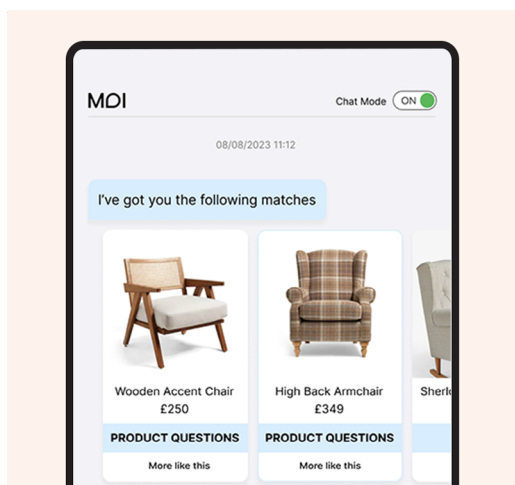 MDI
Chat Mode ON
08/08/2023 11:12
I've got you the following matches
Wooden Accent Chair
£250
PRODUCT QUESTIONS
More like this
High Back Armchair
£349
PRODUCT QUESTIONS
More like this